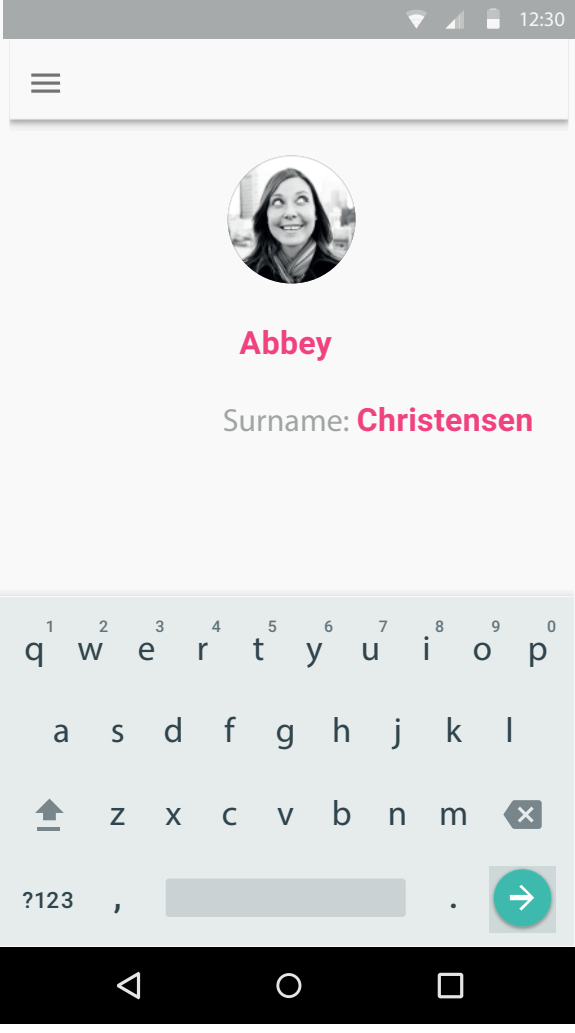 12:30
Abbey
Surname: Christensen
1 2 3 4 5 6 7 8 9 0
q w e r t y u i o p
a s d f g h j k l
z x c v b n m
?123 , .